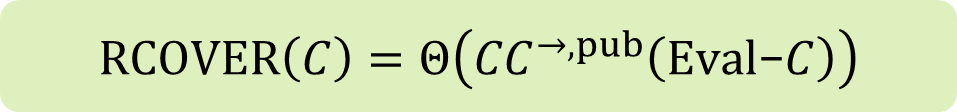 RCOVER(𝐶) = Θ(𝐶𝐶^{→,pub}(Eval−𝐶))